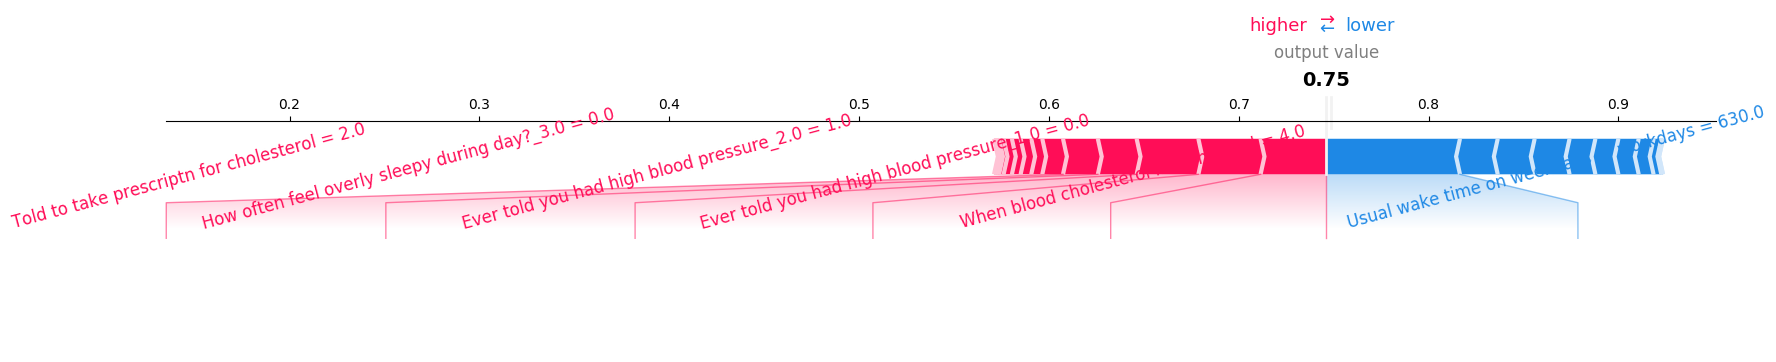 higher ⇄ lower
output value
0.75
0.2 0.3 0.4 0.5 0.6 0.7 0.8 0.9
Told to take prescriptn for cholesterol = 2.0
How often feel overly sleepy during day?_3.0 = 0.0
Ever told you had high blood pressure_2.0 = 1.0
Ever told you had high blood pressure_1.0 = 0.0
When blood cholesterol = 4.0
Usual wake time on workdays = 630.0